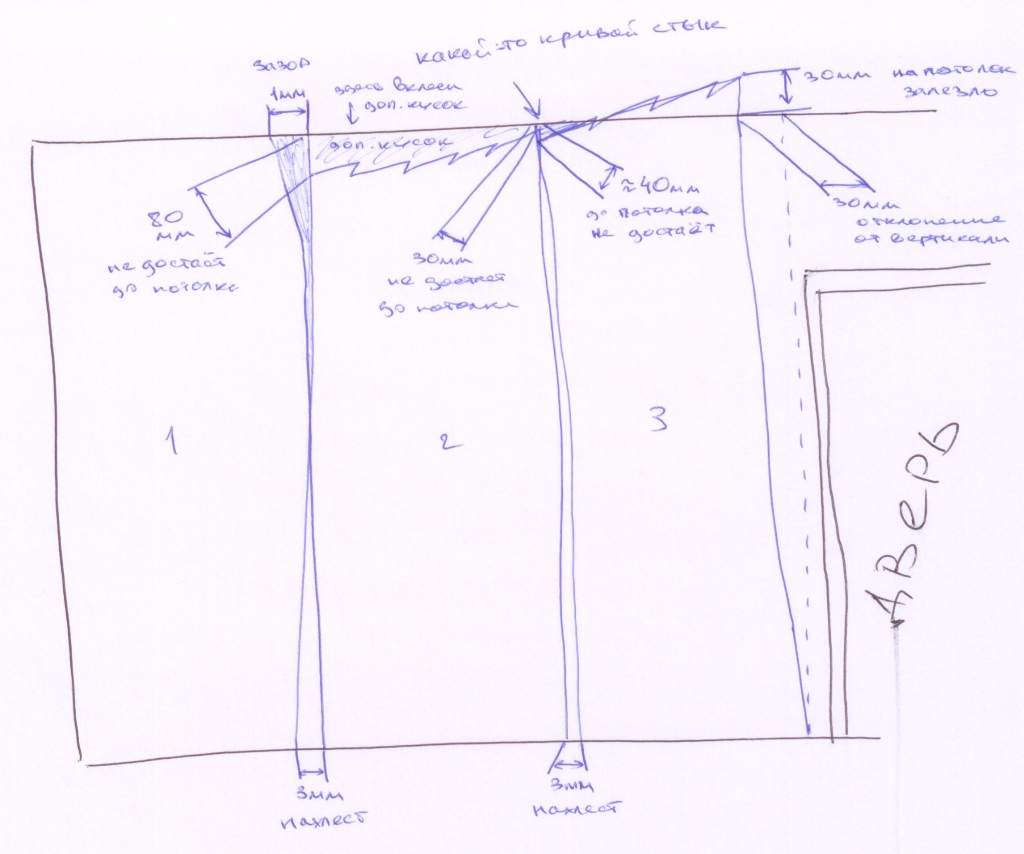 какой-то кривой стык
зазор
1мм
здесь вклеен
доп. кусок
доп. кусок
30мм на потолок
залезло
80
мм
не достаёт
до потолка
30мм
не достает
до потолка
≈40мм
до потолка
не достаёт
30мм
отклонение
от вертикали
1
2
3
ДВЕРЬ
3мм
нахлест
3мм
нахлест